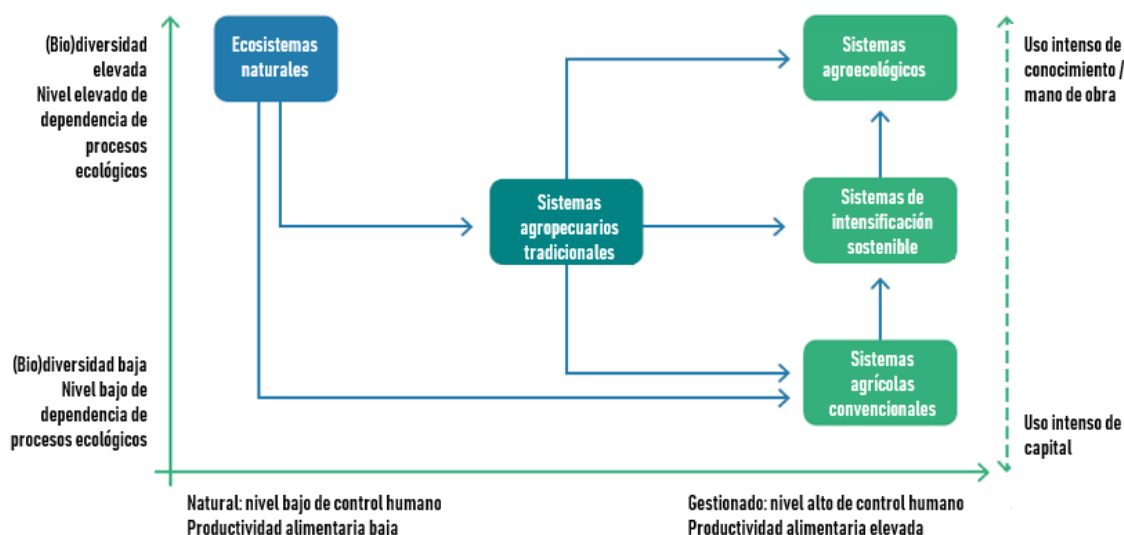 (Bio)diversidad
elevada
Nivel elevado de
dependencia de
procesos
ecológicos
Ecosistemas
naturales
Sistemas
agroecológicos
Uso intenso de
conocimiento /
mano de obra
Sistemas
agropecuarios
tradicionales
Sistemas de
intensificación
sostenible
(Bio)diversidad baja
Nivel bajo de
dependencia de
procesos ecológicos
Sistemas
agrícolas
convencionales
Uso intenso de
capital
Natural: nivel bajo de control humano
Productividad alimentaria baja
Gestionado: nivel alto de control humano
Productividad alimentaria elevada